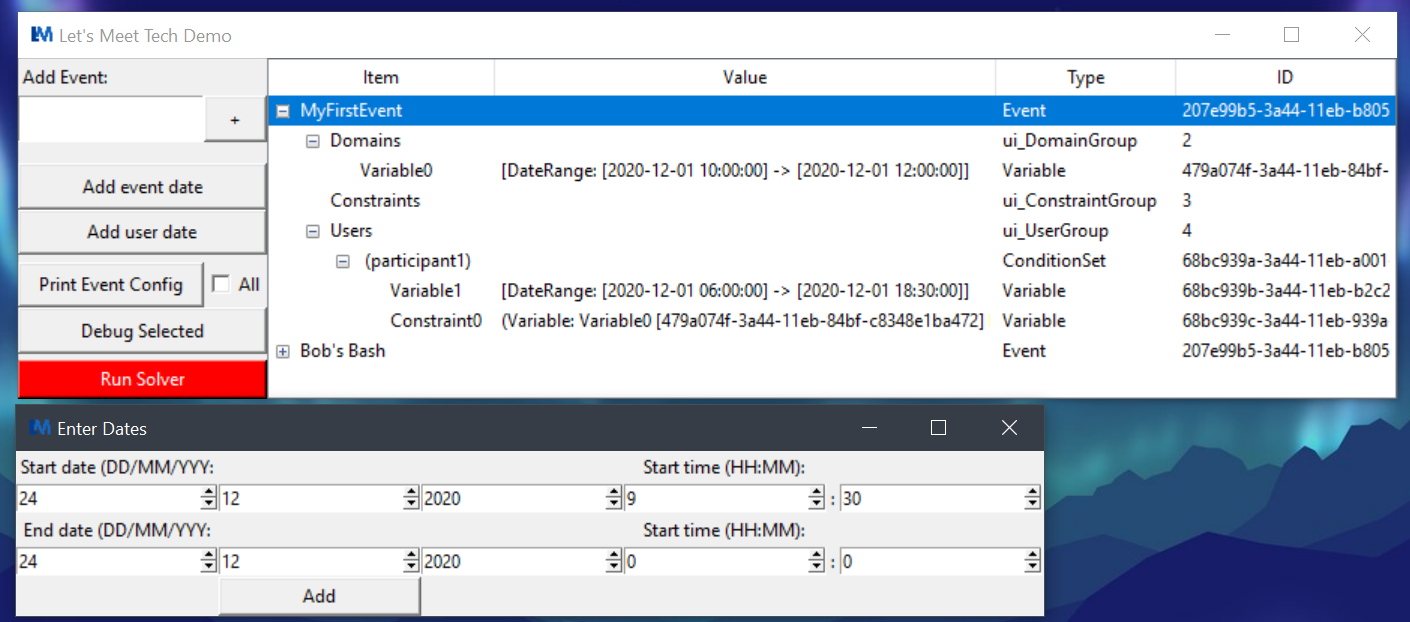 LM Let's Meet Tech Demo
Add Event:
+
Add event date
Add user date
Print Event Config All
Debug Selected
Run Solver
Item Value Type ID
MyFirstEvent Event 207e99b5-3a44-11eb-b805
Domains ui_DomainGroup 2
Variable0 [DateRange: [2020-12-01 10:00:00] -> [2020-12-01 12:00:00]] Variable 479a074f-3a44-11eb-84bf-
Constraints ui_ConstraintGroup 3
Users ui_UserGroup 4
(participant1) ConditionSet 68bc939a-3a44-11eb-a001
Variable1 [DateRange: [2020-12-01 06:00:00] -> [2020-12-01 18:30:00]] Variable 68bc939b-3a44-11eb-b2c2
Constraint0 (Variable: Variable0 [479a074f-3a44-11eb-84bf-c8348e1ba472] Variable 68bc939c-3a44-11eb-939a
Bob's Bash Event 207e99b5-3a44-11eb-b805
LM Enter Dates
Start date (DD/MM/YYY: Start time (HH:MM):
24 12 2020 9 : 30
End date (DD/MM/YYY: Start time (HH:MM):
24 12 2020 0 : 0
Add